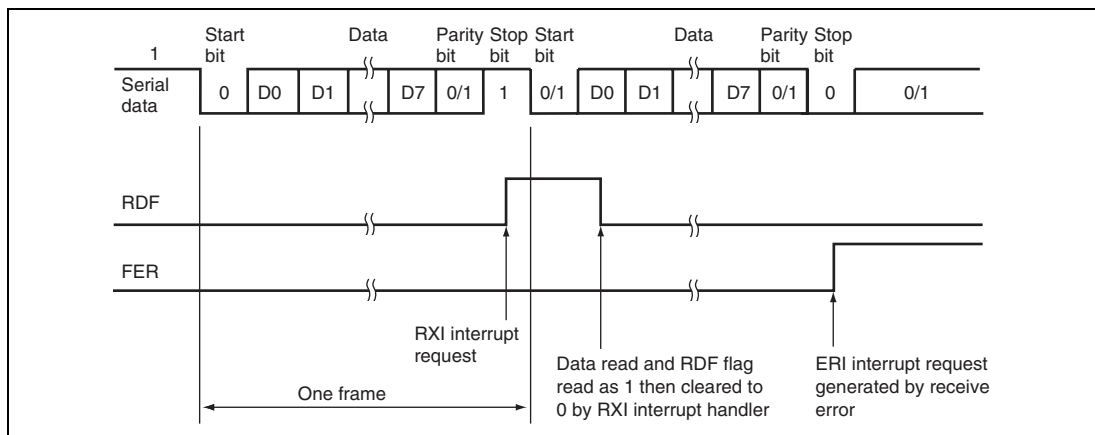 Start bit
Data
Parity bit
Stop bit
Start bit
Data
Parity bit
Stop bit
1
Serial data
0 D0 D1 D7 0/1 1 0/1 D0 D1 D7 0/1 0 0/1
RDF
FER
RXI interrupt
request
Data read and RDF flag
read as 1 then cleared to
0 by RXI interrupt handler
ERI interrupt request
generated by receive
error
One frame